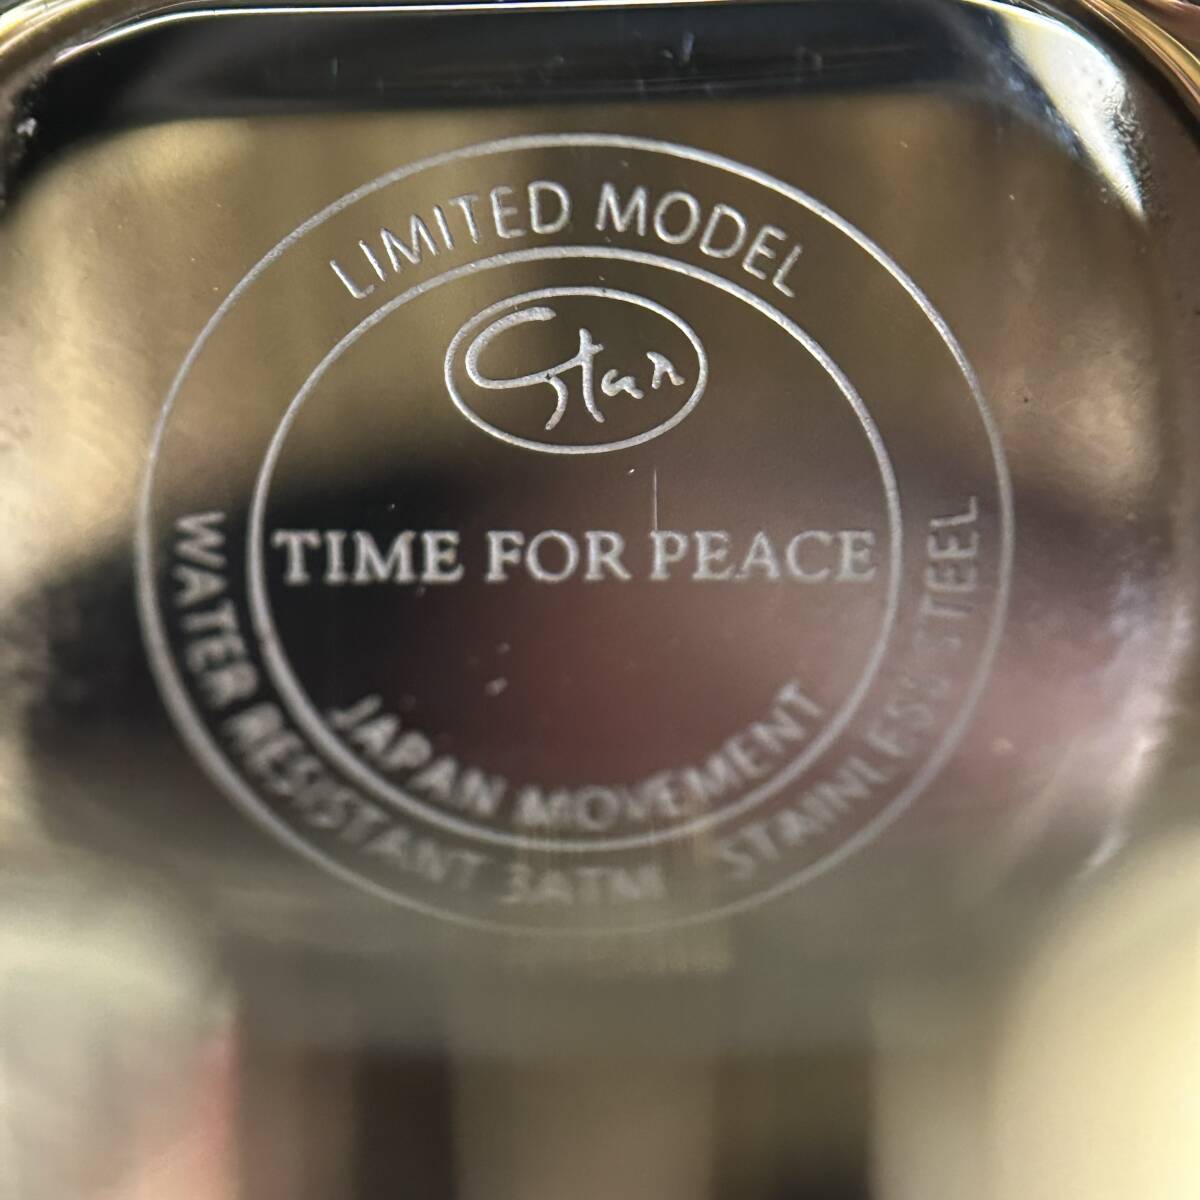 LIMITED MODEL
Stan
TIME FOR PEACE
JAPAN MOVEMENT
WATER RESISTANT 3ATM STAINLESS STEEL